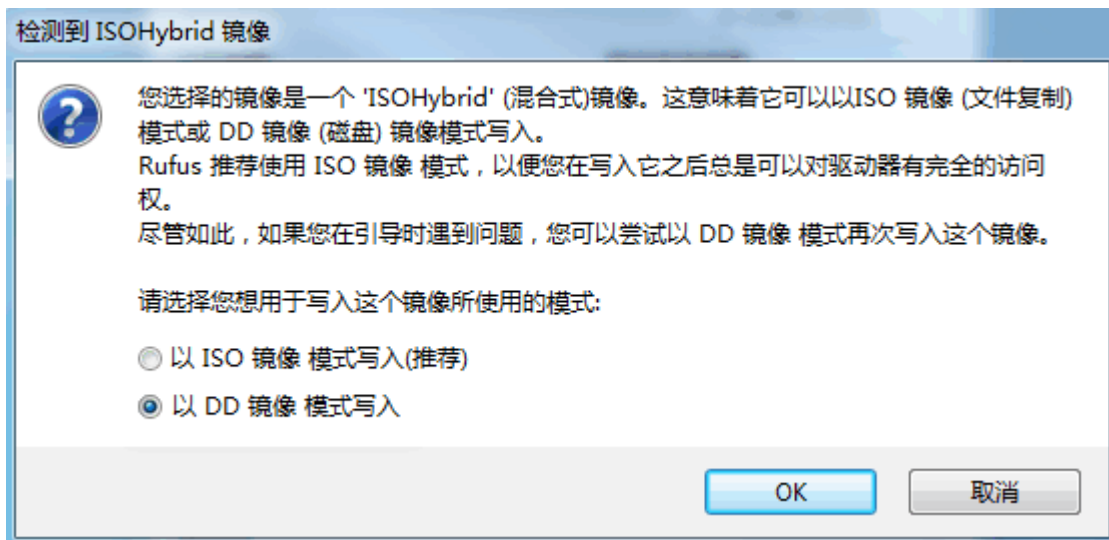 检测到 ISOHybrid 镜像
您选择的镜像是一个 'ISOHybrid' (混合式)镜像。这意味着它可以以ISO 镜像 (文件复制)
模式或 DD 镜像 (磁盘) 镜像模式写入。
Rufus 推荐使用 ISO 镜像 模式，以便您在写入它之后总是可以对驱动器有完全的访问
权。
尽管如此，如果您在引导时遇到问题，您可以尝试以 DD 镜像 模式再次写入这个镜像。
请选择您想用于写入这个镜像所使用的模式:
以 ISO 镜像 模式写入(推荐)
以 DD 镜像 模式写入
OK
取消